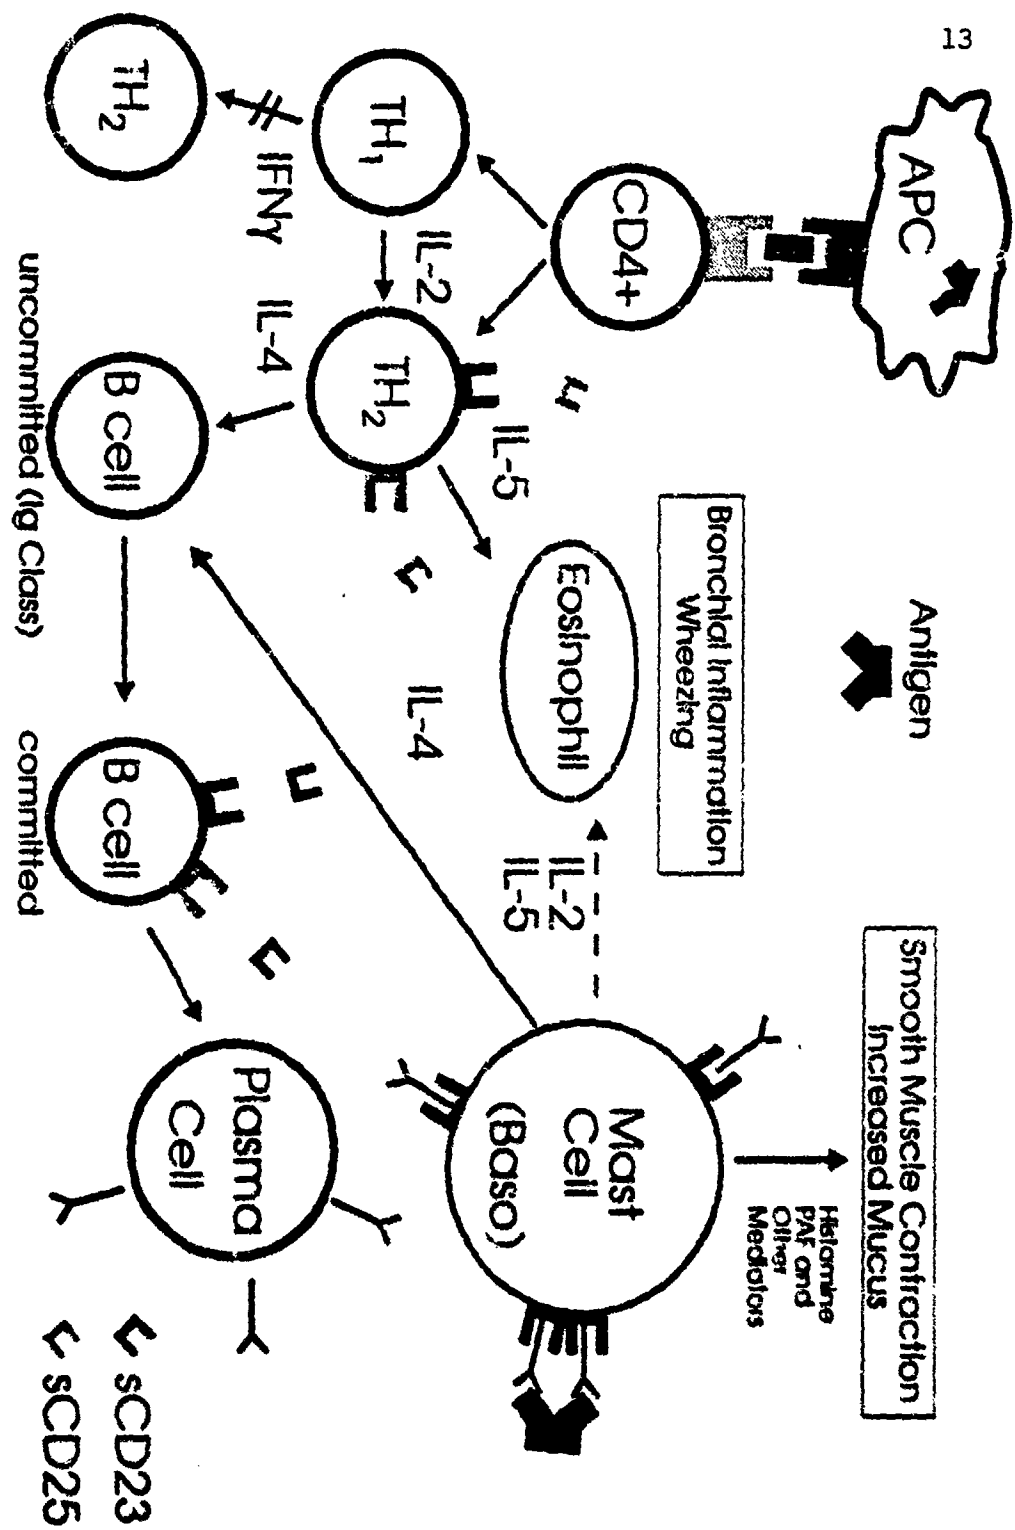 13
APC
Antigen
Smooth Muscle Contraction
Increased Mucus
Histamine
PAF and
Other
Mediators
CD4+
Bronchial Inflammation
Wheezing
IL-5
Eosinophil
IL-2
IL-5
Mast
Cell
(Baso)
TH1
IL-2
TH2
IL-4
IFNγ
IL-4
TH2
B cell
B cell
Plasma
Cell
uncommitted (Ig Class)
committed
sCD23
sCD25